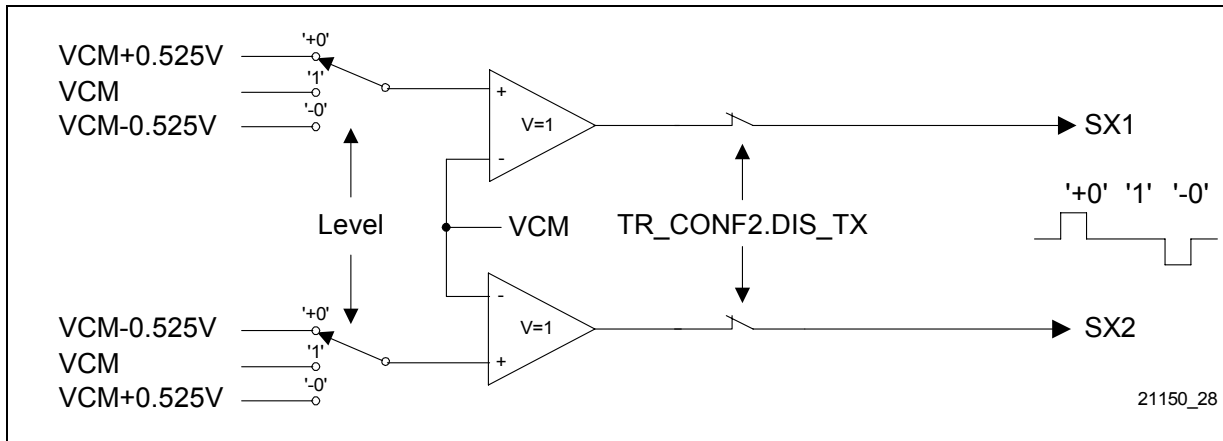 '+0'
VCM+0.525V
'1'
VCM
'-0'
VCM-0.525V
+
V=1
-
SX1
'+0' '1' '-0'
Level
VCM
TR_CONF2.DIS_TX
'+0'
VCM-0.525V
'1'
VCM
'-0'
VCM+0.525V
-
V=1
+
SX2
21150_28